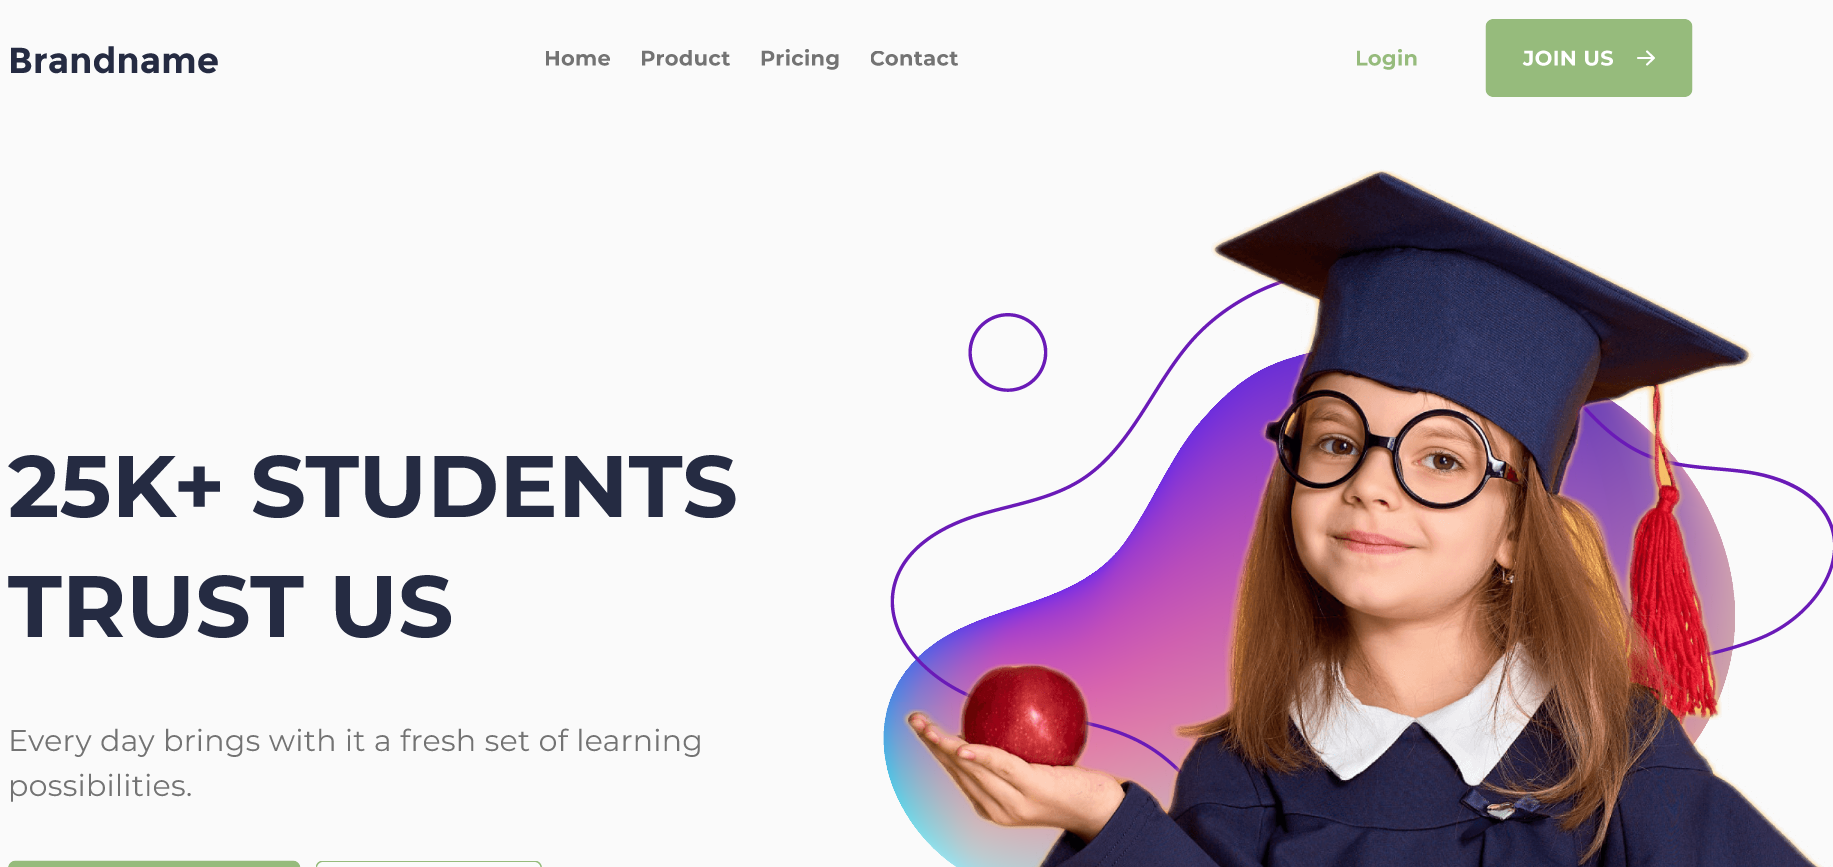 Brandname
Home Product Pricing Contact
Login
JOIN US →
25K+ STUDENTS
TRUST US
Every day brings with it a fresh set of learning
possibilities.